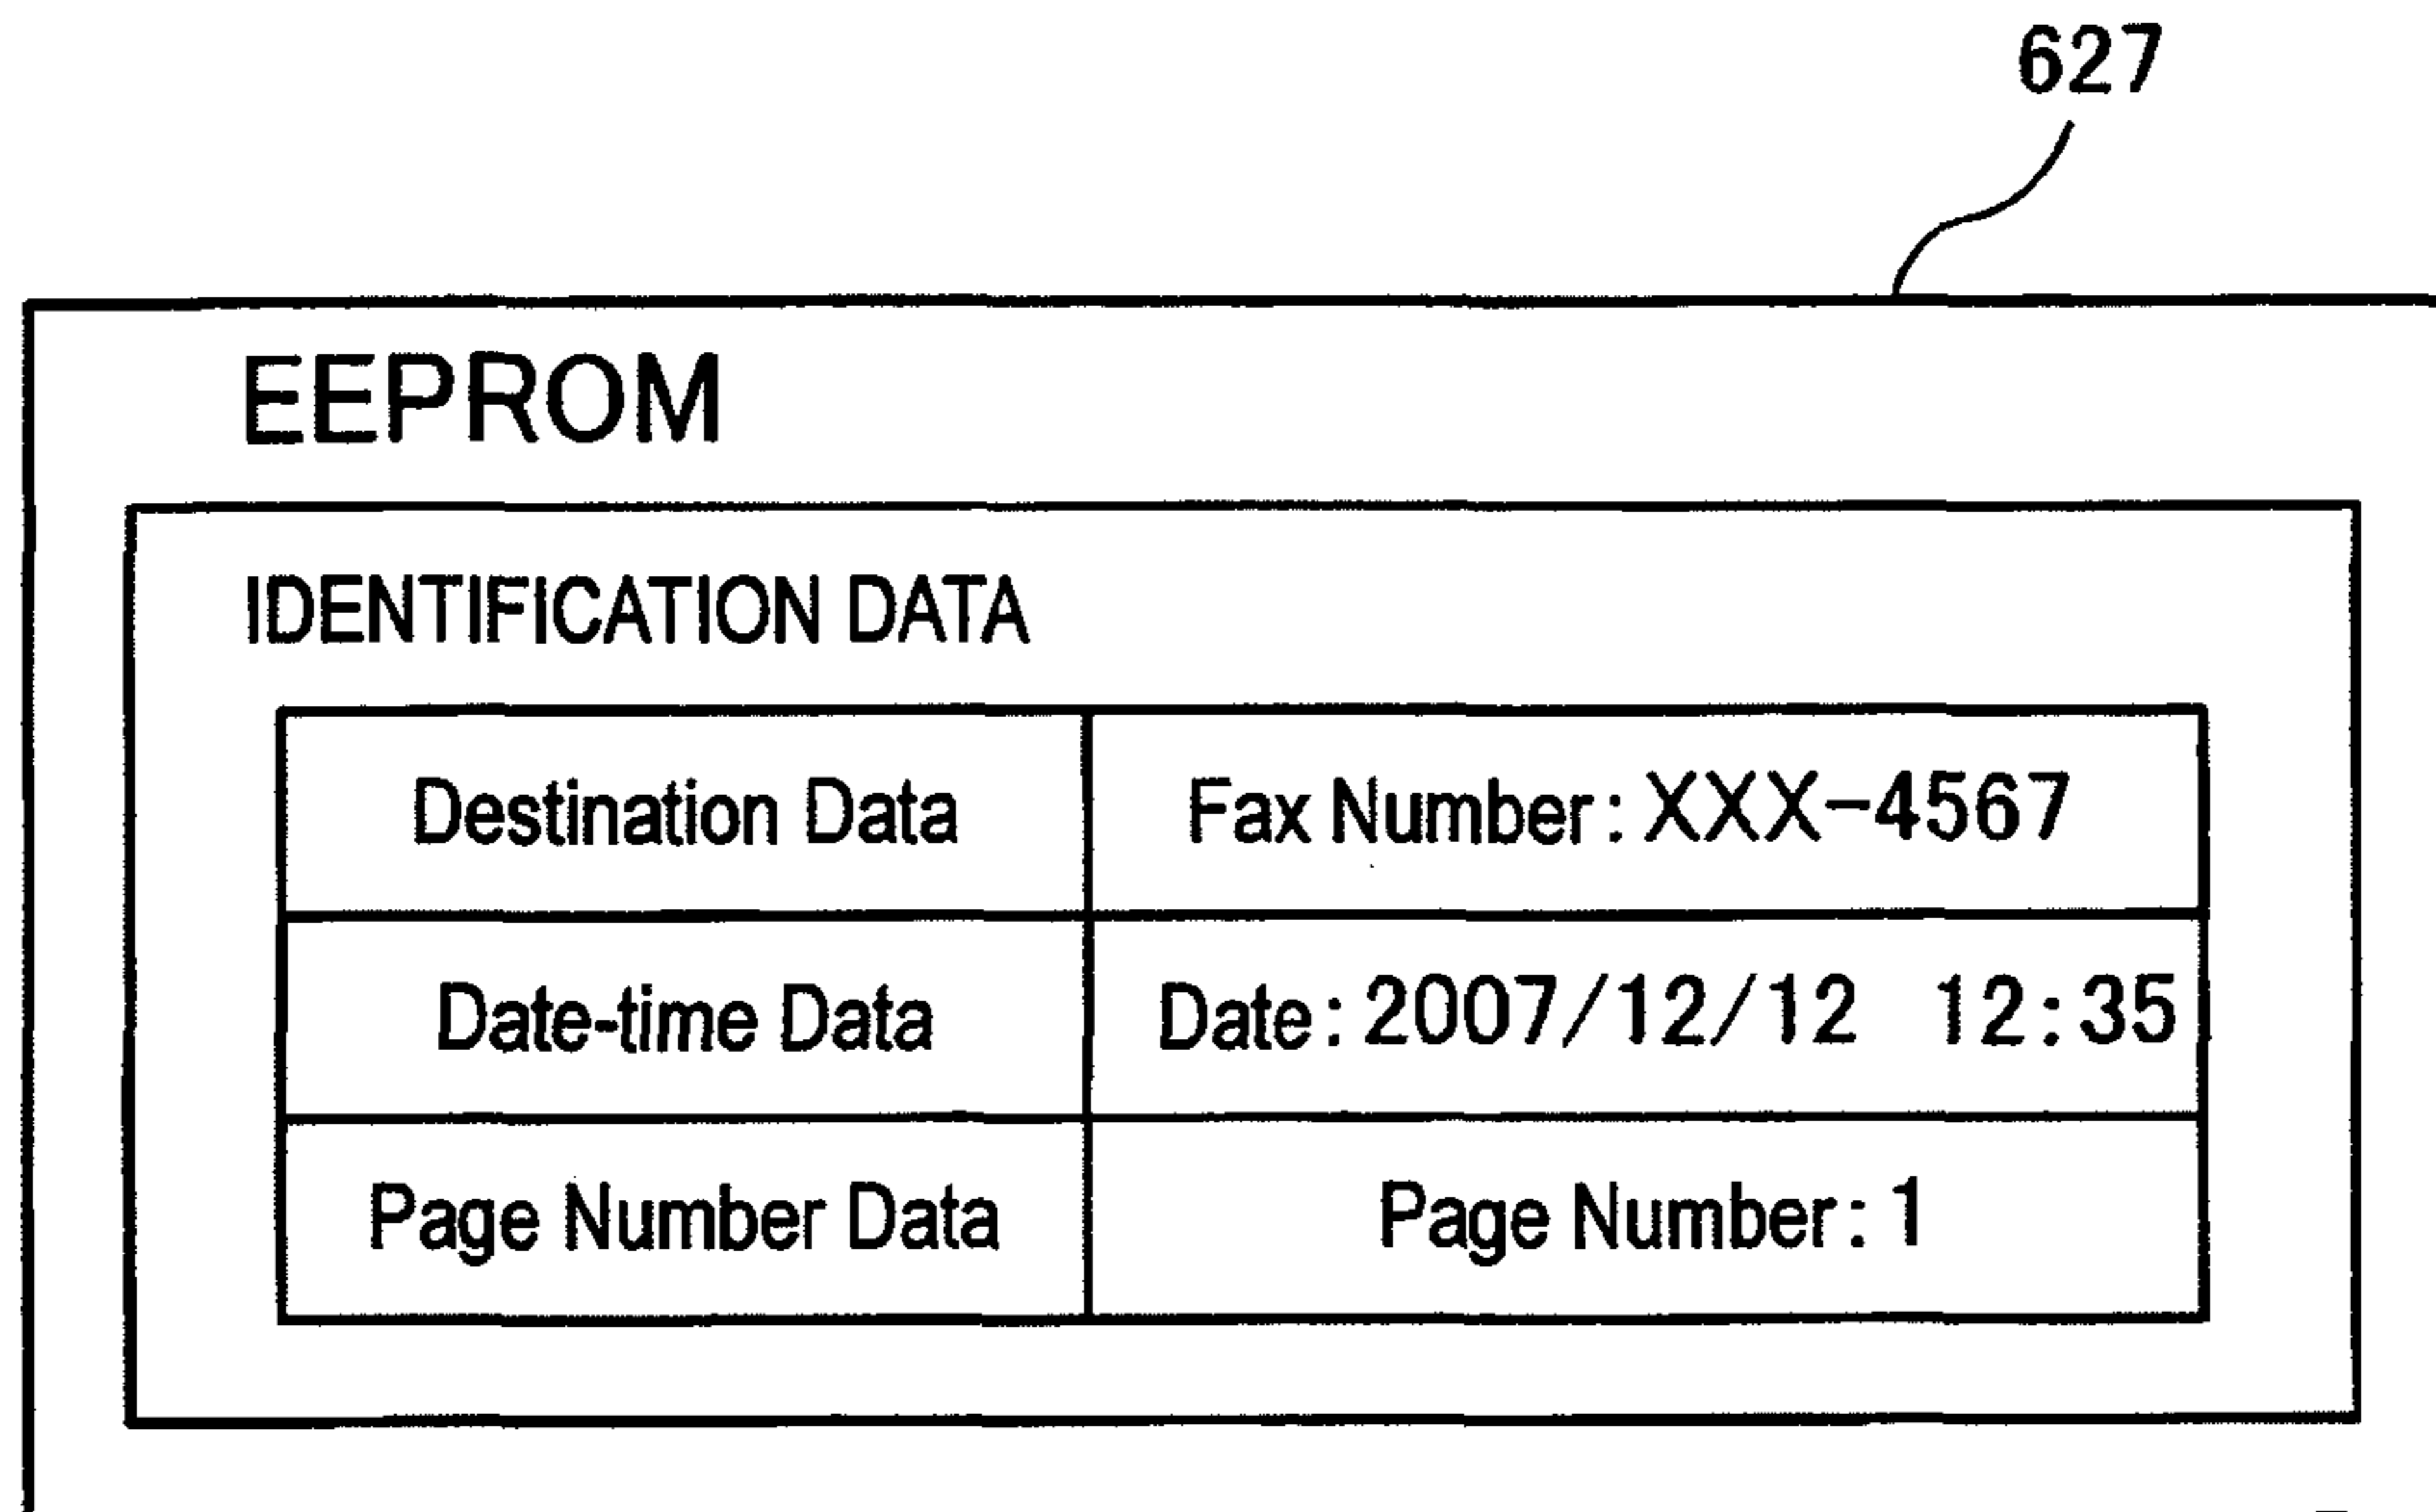 627
EEPROM
IDENTIFICATION DATA
Destination Data Fax Number: XXX-4567
Date-time Data Date: 2007/12/12 12:35
Page Number Data Page Number: 1